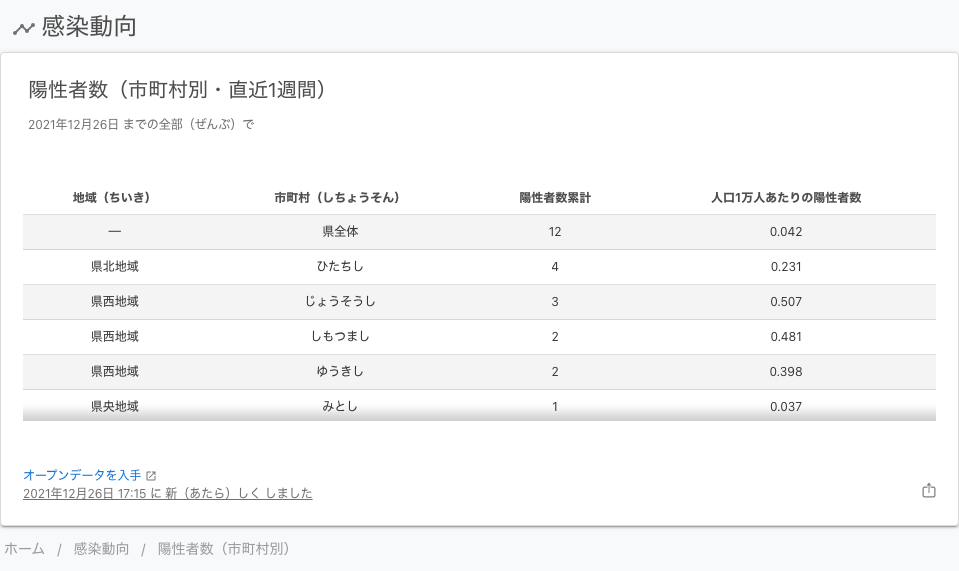 感染動向
陽性者数（市町村別・直近1週間）
2021年12月26日 までの全部（ぜんぶ）で
地域（ちいき） 市町村（しちょうそん） 陽性者数累計 人口1万人あたりの陽性者数
— 県全体 12 0.042
県北地域 ひたちし 4 0.231
県西地域 じょうそうし 3 0.507
県西地域 しもつまし 2 0.481
県西地域 ゆうきし 2 0.398
県央地域 みとし 1 0.037
オープンデータを入手
2021年12月26日 17:15 に 新（あたら）しく しました
ホーム / 感染動向 / 陽性者数（市町村別）